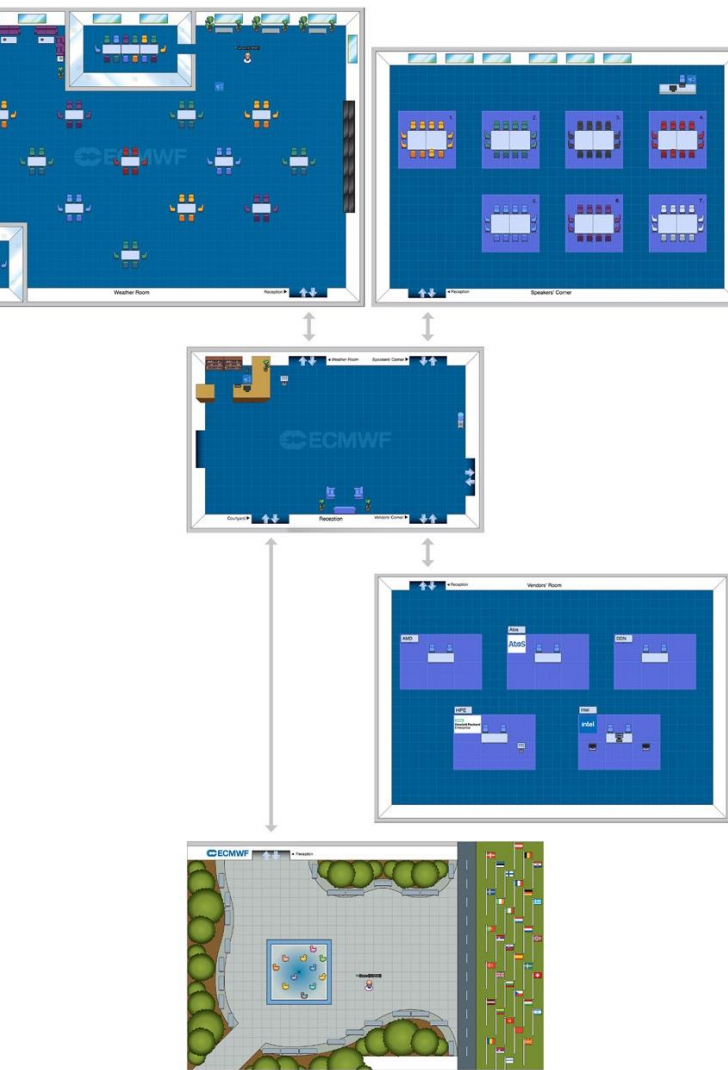 ECMWF
Weather Room
Reception ►
1.
2.
3.
4.
5.
6.
7.
◄ Reception
Speakers' Corner
◄ Weather Room
Speakers' Corner ►
ECMWF
Courtyard ►
Reception
Vendors' Corner ►
◄ Reception
Vendors' Room
AMD
Atos
Atos
DDN
HPE
Hewlett Packard
Enterprise
Intel
intel
ECMWF
◄ Reception